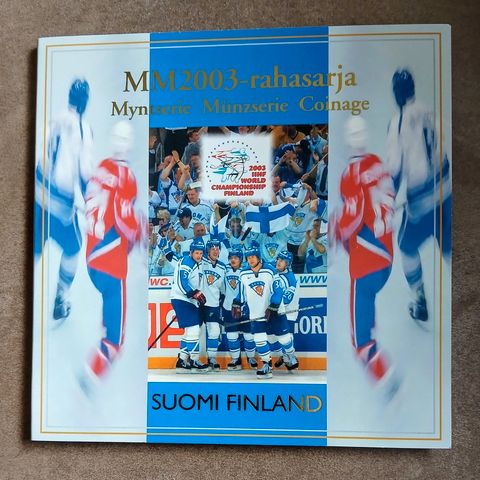 MM2003-rahasarja
Myntserie Münzserie Coinage
2003
IIHF
WORLD
CHAMPIONSHIP
FINLAND
SUOMI FINLAND